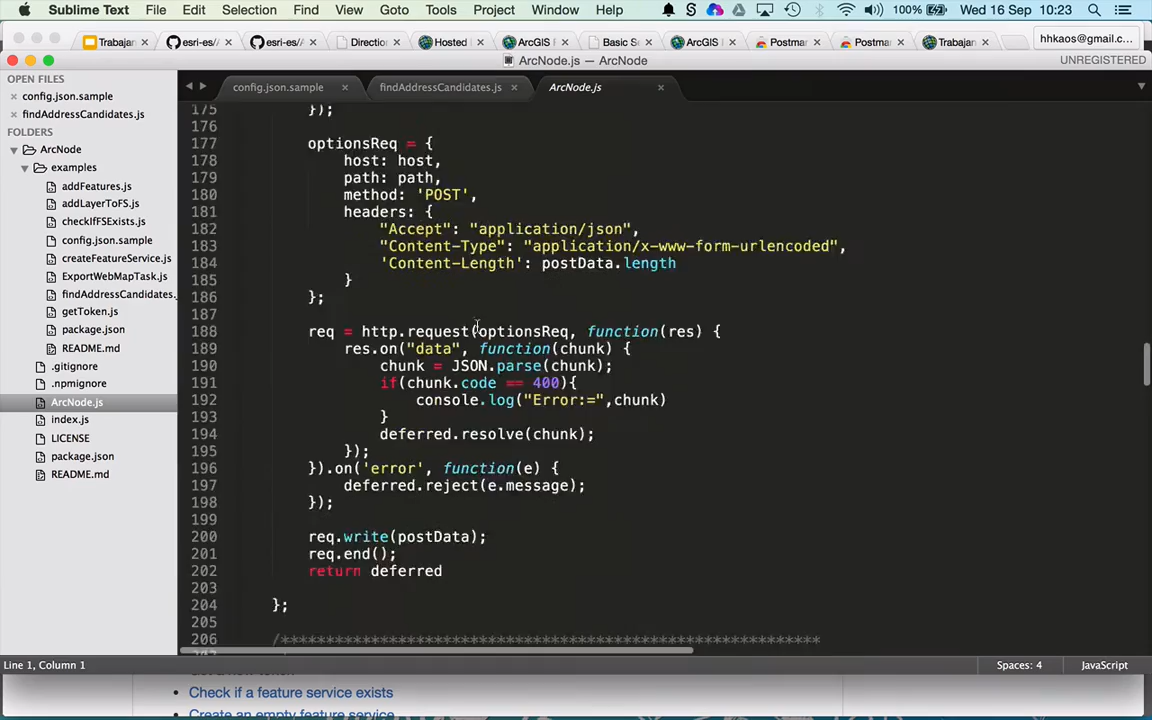 Sublime Text File Edit Selection Find View Goto Tools Project Window Help 100% Wed 16 Sep 10:23
Trabajan esri-es/A esri-es/A Direction Hosted ArcGIS F Basic Se ArcGIS Postmar Postmar Trabajan hhkaos@gmail.c...
ArcNode.js — ArcNode UNREGISTERED
OPEN FILES
config.json.sample
findAddressCandidates.js
FOLDERS
ArcNode
examples
addFeatures.js
addLayerToFS.js
checkIfFSExists.js
config.json.sample
createFeatureService.js
ExportWebMapTask.js
findAddressCandidates.
getToken.js
package.json
README.md
.gitignore
.npmignore
ArcNode.js
index.js
LICENSE
package.json
README.md
config.json.sample findAddressCandidates.js ArcNode.js
175 });
176
177 optionsReq = {
178 host: host,
179 path: path,
180 method: 'POST',
181 headers: {
182 "Accept": "application/json",
183 "Content-Type": "application/x-www-form-urlencoded",
184 'Content-Length': postData.length
185 }
186 };
187
188 req = http.request(optionsReq, function(res) {
189 res.on("data", function(chunk) {
190 chunk = JSON.parse(chunk);
191 if(chunk.code == 400){
192 console.log("Error:=",chunk)
193 }
194 deferred.resolve(chunk);
195 });
196 }).on('error', function(e) {
197 deferred.reject(e.message);
198 });
199
200 req.write(postData);
201 req.end();
202 return deferred
203
204 };
205
206 /************************************************************
Line 1, Column 1 Spaces: 4 JavaScript
Check if a feature service exists
Create an empty feature service